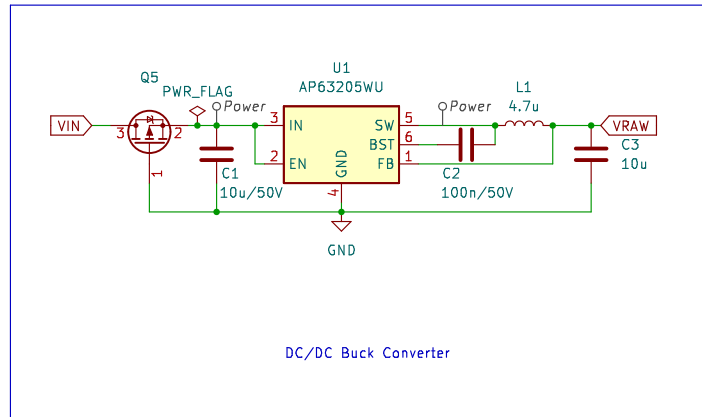 U1
AP63205WU
Q5
PWR_FLAG
Power
Power
L1
4.7u
VIN
3
2
1
3
IN
2
EN
GND
4
SW
5
BST
6
FB
1
VRAW
C1
10u/50V
C2
100n/50V
C3
10u
GND
DC/DC Buck Converter